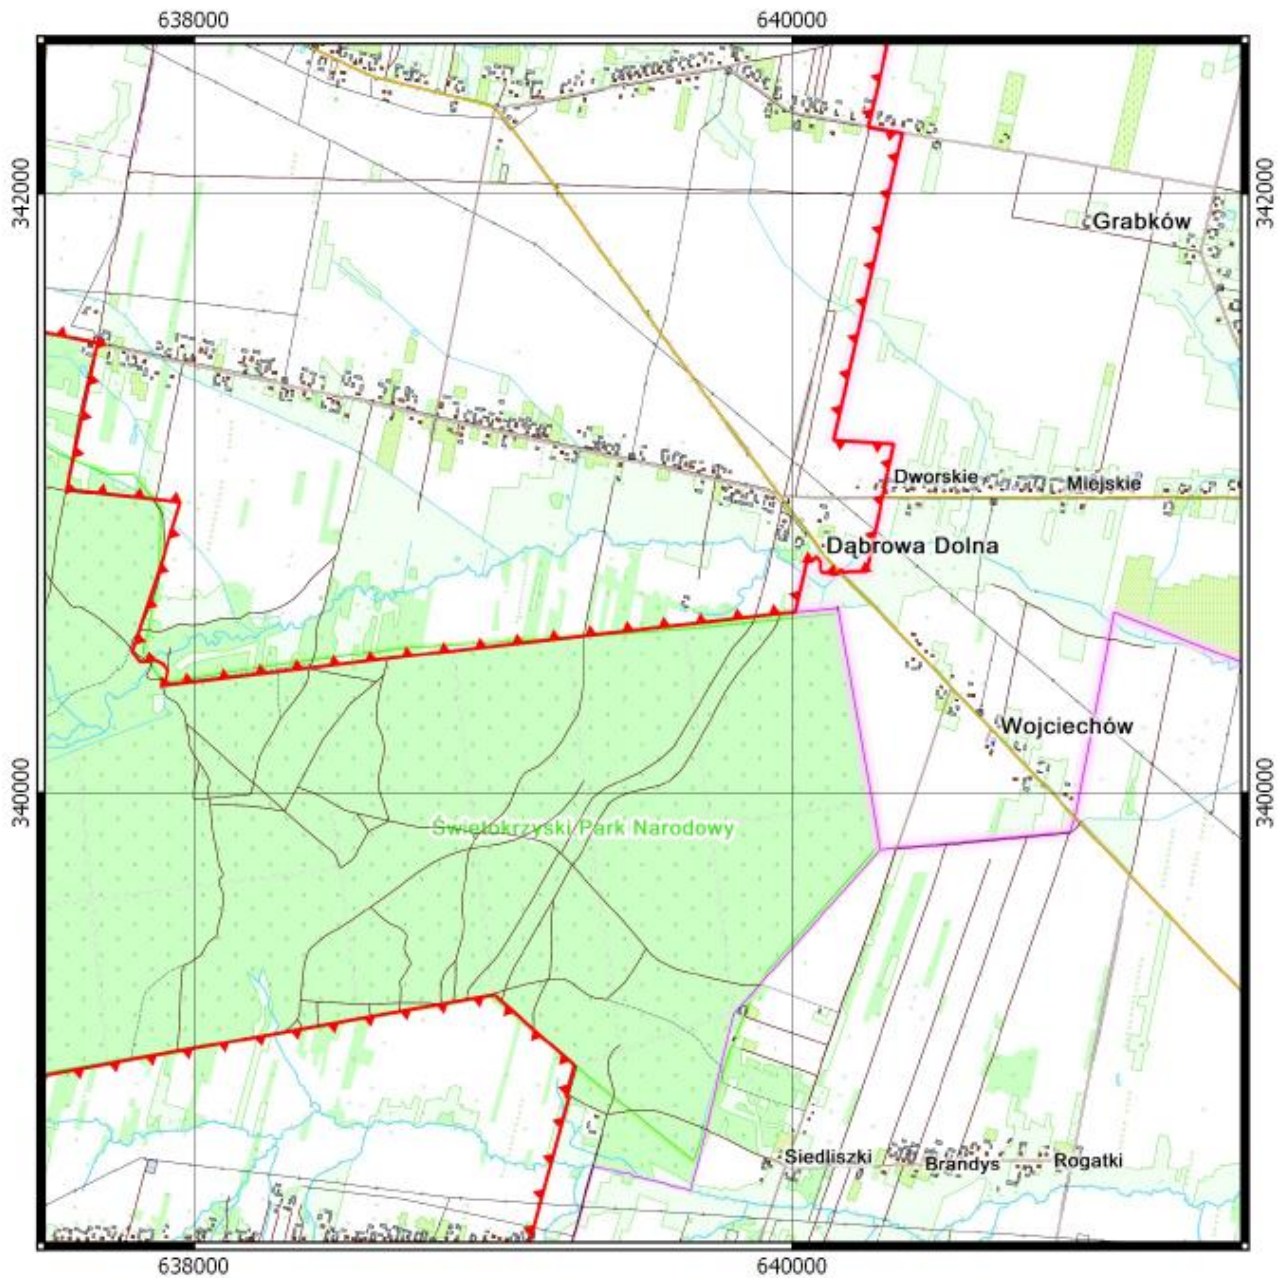 638000 640000
342000 342000
Grabków
Dworskie Miejskie
Dąbrowa Dolna
Wojciechów
340000 340000
Świętokrzyski Park Narodowy
Siedliszki Brandys Rogatki
638000 640000